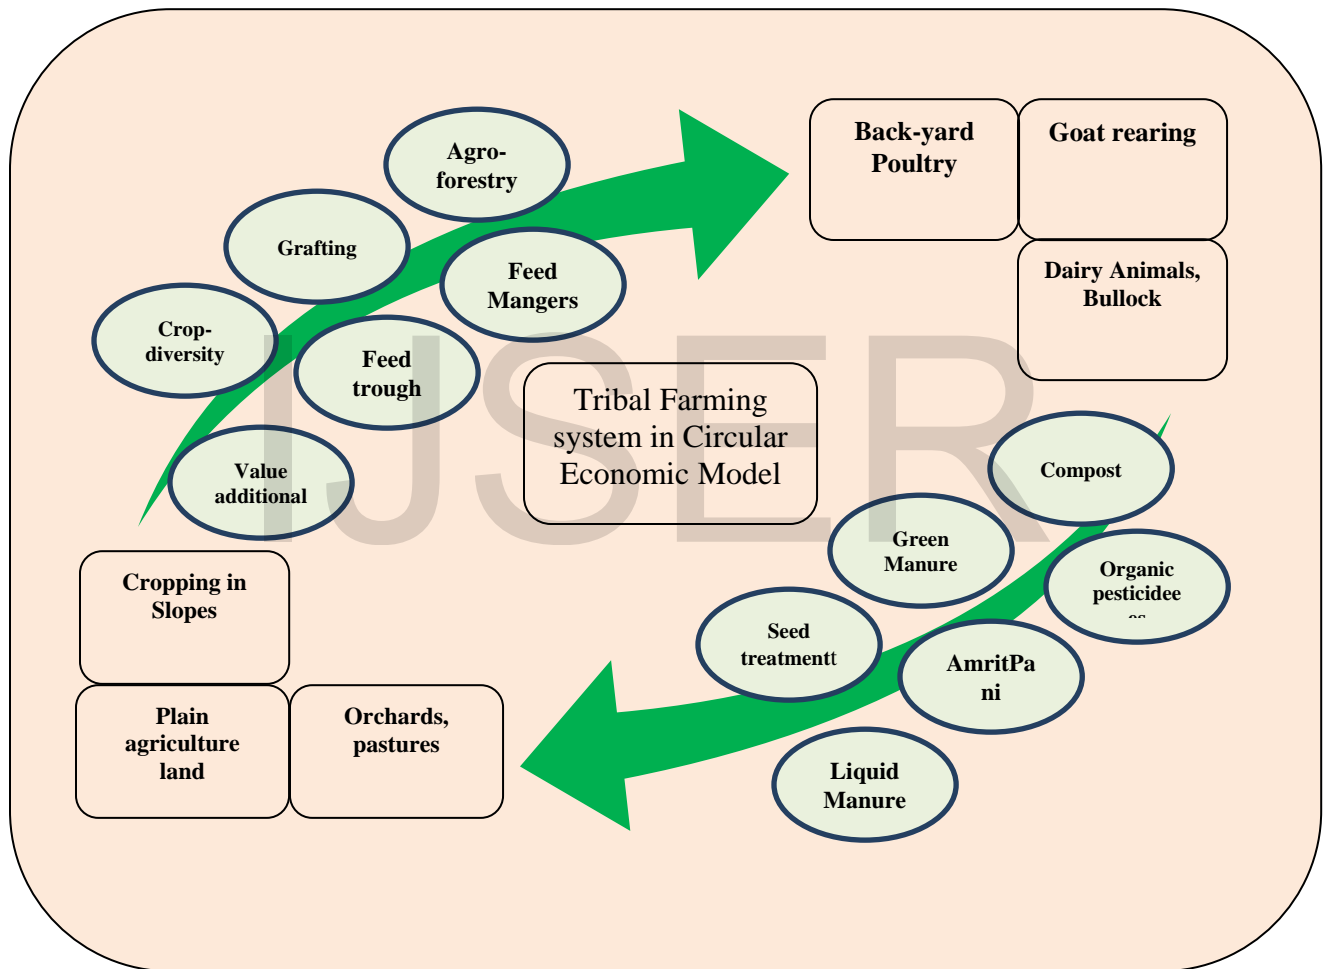 Agro-
forestry
Back-yard
Poultry
Goat rearing
Grafting
Feed
Mangers
Dairy Animals,
Bullock
Crop-
diversity
Feed
trough
Tribal Farming
system in Circular
Economic Model
IJSER
Value
additional
Compost
Green
Manure
Organic
pesticidee
es
Cropping in
Slopes
Seed
treatmentt
AmritPa
ni
Plain
agriculture
land
Orchards,
pastures
Liquid
Manure